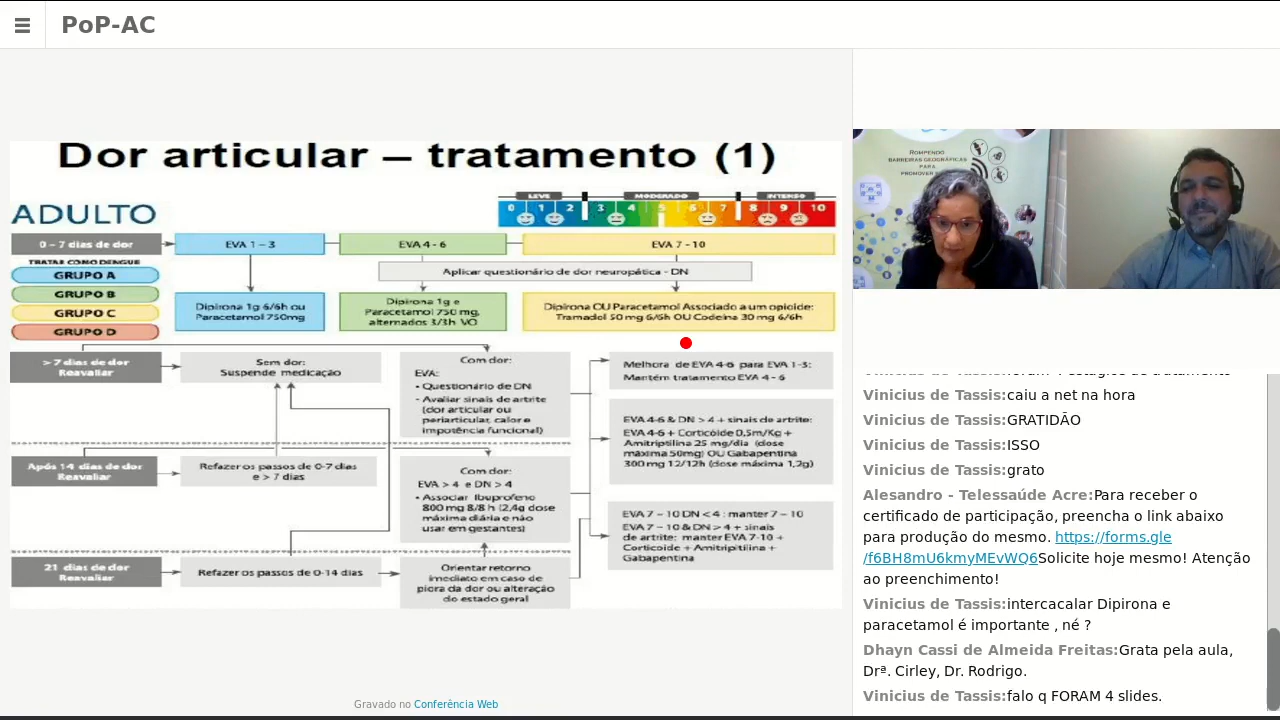 PoP-AC
Dor articular – tratamento (1)
LEVE MODERADO INTENSO
0 1 2 3 4 5 6 7 8 9 10
ADULTO
0 – 7 dias de dor
EVA 1 – 3
EVA 4 - 6
EVA 7 - 10
TRATAR COMO DENGUE
GRUPO A
GRUPO B
GRUPO C
GRUPO D
Aplicar questionário de dor neuropática - DN
Dipirona 1g 6/6h ou
Paracetamol 750mg
Dipirona 1g e
Paracetamol 750 mg,
alternados 3/3h VO
Dipirona OU Paracetamol Associado a um opioide:
Tramadol 50 mg 6/6h OU Codeína 30 mg 6/6h
> 7 dias de dor
Reavaliar
Sem dor:
Suspende medicação
Com dor:
EVA:
• Questionário de DN
• Avaliar sinais de artrite
(dor articular ou
periarticular, calor e
impotência funcional)
Melhora de EVA 4-6 para EVA 1-3:
Mantém tratamento EVA 4 - 6
EVA 4-6 & DN > 4 + sinais de artrite:
EVA 4-6 + Corticóide 0,5m/Kg +
Amitriptilina 25 mg/dia (dose
máxima 50mg) OU Gabapentina
300 mg 12/12h (dose máxima 1,2g)
Após 14 dias de dor
Reavaliar
Refazer os passos de 0-7 dias
e > 7 dias
Com dor:
EVA > 4 e DN > 4
• Associar Ibuprofeno
800 mg 8/8 h (2,4g dose
máxima diária e não
usar em gestantes)
EVA 7 – 10 DN < 4 : manter 7 – 10
EVA 7 – 10 & DN > 4 + sinais
de artrite: manter EVA 7-10 +
Corticoide + Amitriptilina +
Gabapentina
21 dias de dor
Reavaliar
Refazer os passos de 0-14 dias
Orientar retorno
imediato em caso de
piora da dor ou alteração
do estado geral
Gravado no Conferência Web
ROMPENDO
BARREIRAS GEOGRÁFICAS
PARA
PROMOVER
Vinicius de Tassis:foram 4 estágios de tratamento
Vinicius de Tassis:caiu a net na hora
Vinicius de Tassis:GRATIDÃO
Vinicius de Tassis:ISSO
Vinicius de Tassis:grato
Alesandro - Telessaúde Acre:Para receber o
certificado de participação, preencha o link abaixo
para produção do mesmo. https://forms.gle
/f6BH8mU6kmyMEvWQ6Solicite hoje mesmo! Atenção
ao preenchimento!
Vinicius de Tassis:intercacalar Dipirona e
paracetamol é importante , né ?
Dhayn Cassi de Almeida Freitas:Grata pela aula,
Drª. Cirley, Dr. Rodrigo.
Vinicius de Tassis:falo q FORAM 4 slides.